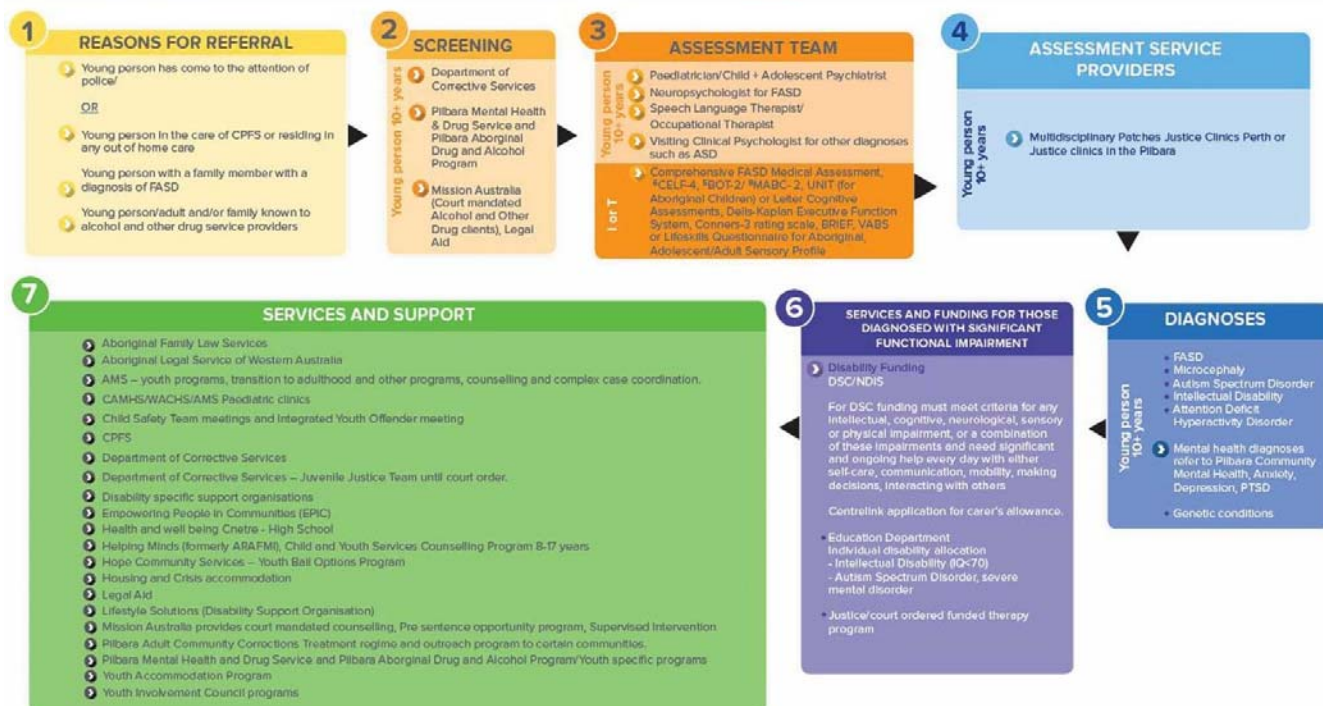 1
REASONS FOR REFERRAL
Young person has come to the attention of
police/
OR
Young person in the care of CPFS or residing in
any out of home care
Young person with a family member with a
diagnosis of FASD
Young person/adult and/or family known to
alcohol and other drug service providers
2
SCREENING
Young person 10+ years
Department of
Corrective Services
Pilbara Mental Health
& Drug Service and
Pilbara Aboriginal
Drug and Alcohol
Program
Mission Australia
(Court mandated
Alcohol and Other
Drug clients), Legal
Aid
3
ASSESSMENT TEAM
Young person
10+ years
Paediatrician/Child + Adolescent Psychiatrist
Neuropsychologist for FASD
Speech Language Therapist/
Occupational Therapist
Visiting Clinical Psychologist for other diagnoses
such as ASD
I or T
Comprehensive FASD Medical Assessment,
CELF-4, BOT-2/ MABC- 2, UNIT (for
Aboriginal Children) or Leiter Cognitive
Assessments, Delis-Kaplan Executive Function
System, Conners-3 rating scale, BRIEF, VABS
or Lifeskills Questionnaire for Aboriginal,
Adolescent/Adult Sensory Profile
4
ASSESSMENT SERVICE
PROVIDERS
Young person
10+ years
Multidisciplinary Patches Justice Clinics Perth or
Justice clinics in the Pilbara
5
DIAGNOSES
Young person
10+ years
• FASD
• Microcephaly
• Autism Spectrum Disorder
• Intellectual Disability
• Attention Deficit
Hyperactivity Disorder
Mental health diagnoses
refer to Pilbara Community
Mental Health, Anxiety,
Depression, PTSD
• Genetic conditions
6
SERVICES AND FUNDING FOR THOSE
DIAGNOSED WITH SIGNIFICANT
FUNCTIONAL IMPAIRMENT
Disability Funding
DSC/NDIS
For DSC funding must meet criteria for any
intellectual, cognitive, neurological, sensory
or physical impairment, or a combination
of these impairments and need significant
and ongoing help every day with either
self-care, communication, mobility, making
decisions, interacting with others
Centrelink application for carer's allowance.
• Education Department
Individual disability allocation
- Intellectual Disability (IQ<70)
- Autism Spectrum Disorder, severe
mental disorder
• Justice/court ordered funded therapy
program
7
SERVICES AND SUPPORT
Aboriginal Family Law Services
Aboriginal Legal Service of Western Australia
AMS – youth programs, transition to adulthood and other programs, counselling and complex case coordination.
CAMHS/WACHS/AMS Paediatric clinics
Child Safety Team meetings and Integrated Youth Offender meeting
CPFS
Department of Corrective Services
Department of Corrective Services – Juvenile Justice Team until court order.
Disability specific support organisations
Empowering People in Communities (EPIC)
Health and well being Cnetre - High School
Helping Minds (formerly ARAFMI), Child and Youth Services Counselling Program 8-17 years
Hope Community Services – Youth Bail Options Program
Housing and Crisis accommodation
Legal Aid
Lifestyle Solutions (Disability Support Organisation)
Mission Australia provides court mandated counselling, Pre sentence opportunity program, Supervised Intervention
Pilbara Adult Community Corrections Treatment regime and outreach program to certain communities.
Pilbara Mental Health and Drug Service and Pilbara Aboriginal Drug and Alcohol Program/Youth specific programs
Youth Accommodation Program
Youth Involvement Council programs